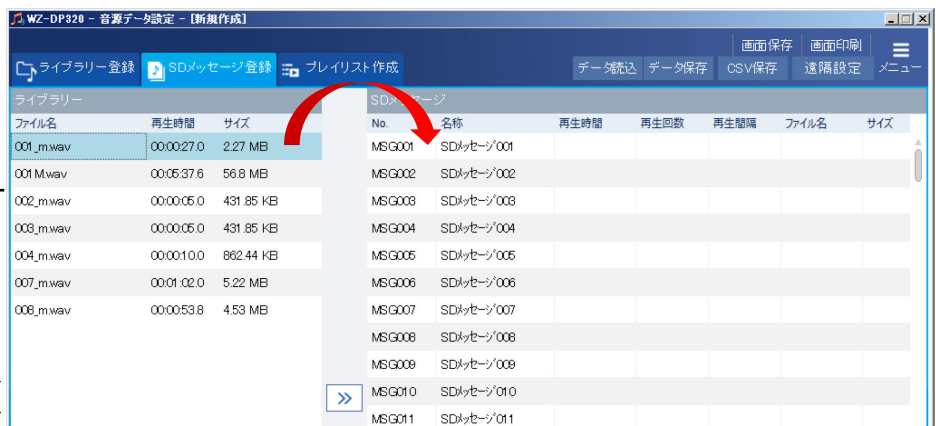 WZ-DP320 - 音源データ設定 - [新規作成]
画面保存 画面印刷
ライブラリー登録 SDメッセージ登録 プレイリスト作成 データ読込 データ保存 CSV保存 遠隔設定 メニュー
ライブラリー SDメッセージ
ファイル名 再生時間 サイズ No. 名称 再生時間 再生回数 再生間隔 ファイル名 サイズ
001_m.wav 00:00:27.0 2.27 MB MSG001 SDメッセージ001
001M.wav 00:05:37.6 56.8 MB MSG002 SDメッセージ002
002_m.wav 00:00:05.0 431.85 KB MSG003 SDメッセージ003
003_m.wav 00:00:05.0 431.85 KB MSG004 SDメッセージ004
004_m.wav 00:00:10.0 862.44 KB MSG005 SDメッセージ005
007_m.wav 00:01:02.0 5.22 MB MSG006 SDメッセージ006
008_m.wav 00:00:53.8 4.53 MB MSG007 SDメッセージ007
MSG008 SDメッセージ008
MSG009 SDメッセージ009
MSG010 SDメッセージ010
MSG011 SDメッセージ011